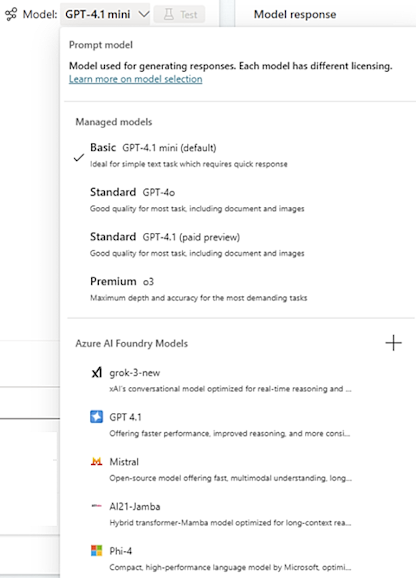 Model: GPT-4.1 mini Test Model response
Prompt model
Model used for generating responses. Each model has different licensing.
Learn more on model selection
Managed models
Basic GPT-4.1 mini (default)
Ideal for simple text task which requires quick response
Standard GPT-4o
Good quality for most task, including document and images
Standard GPT-4.1 (paid preview)
Good quality for most task, including document and images
Premium o3
Maximum depth and accuracy for the most demanding tasks
Azure AI Foundry Models
grok-3-new
xAI's conversational model optimized for real-time reasoning and ...
GPT 4.1
Offering faster performance, improved reasoning, and more consi...
Mistral
Open-source model offering fast, multimodal understanding, long...
AI21-Jamba
Hybrid transformer-Mamba model optimized for long-context rea...
Phi-4
Compact, high-performance language model by Microsoft, optimi...